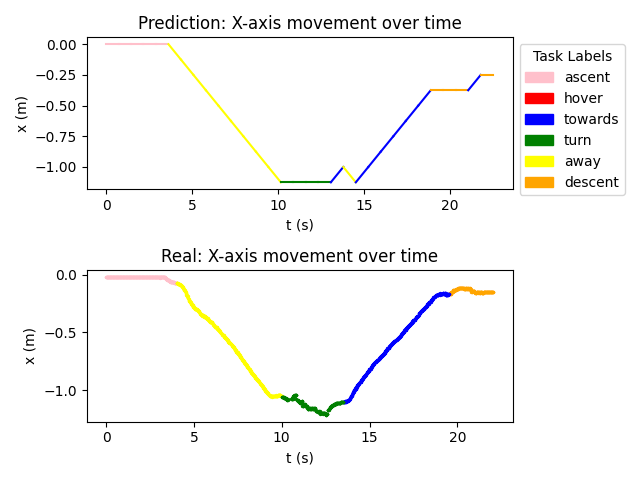 Prediction: X-axis movement over time
0.00
−0.25
−0.50
−0.75
−1.00
x (m)
0 5 10 15 20
t (s)
Task Labels
ascent
hover
towards
turn
away
descent
Real: X-axis movement over time
0.0
−0.5
−1.0
x (m)
0 5 10 15 20
t (s)